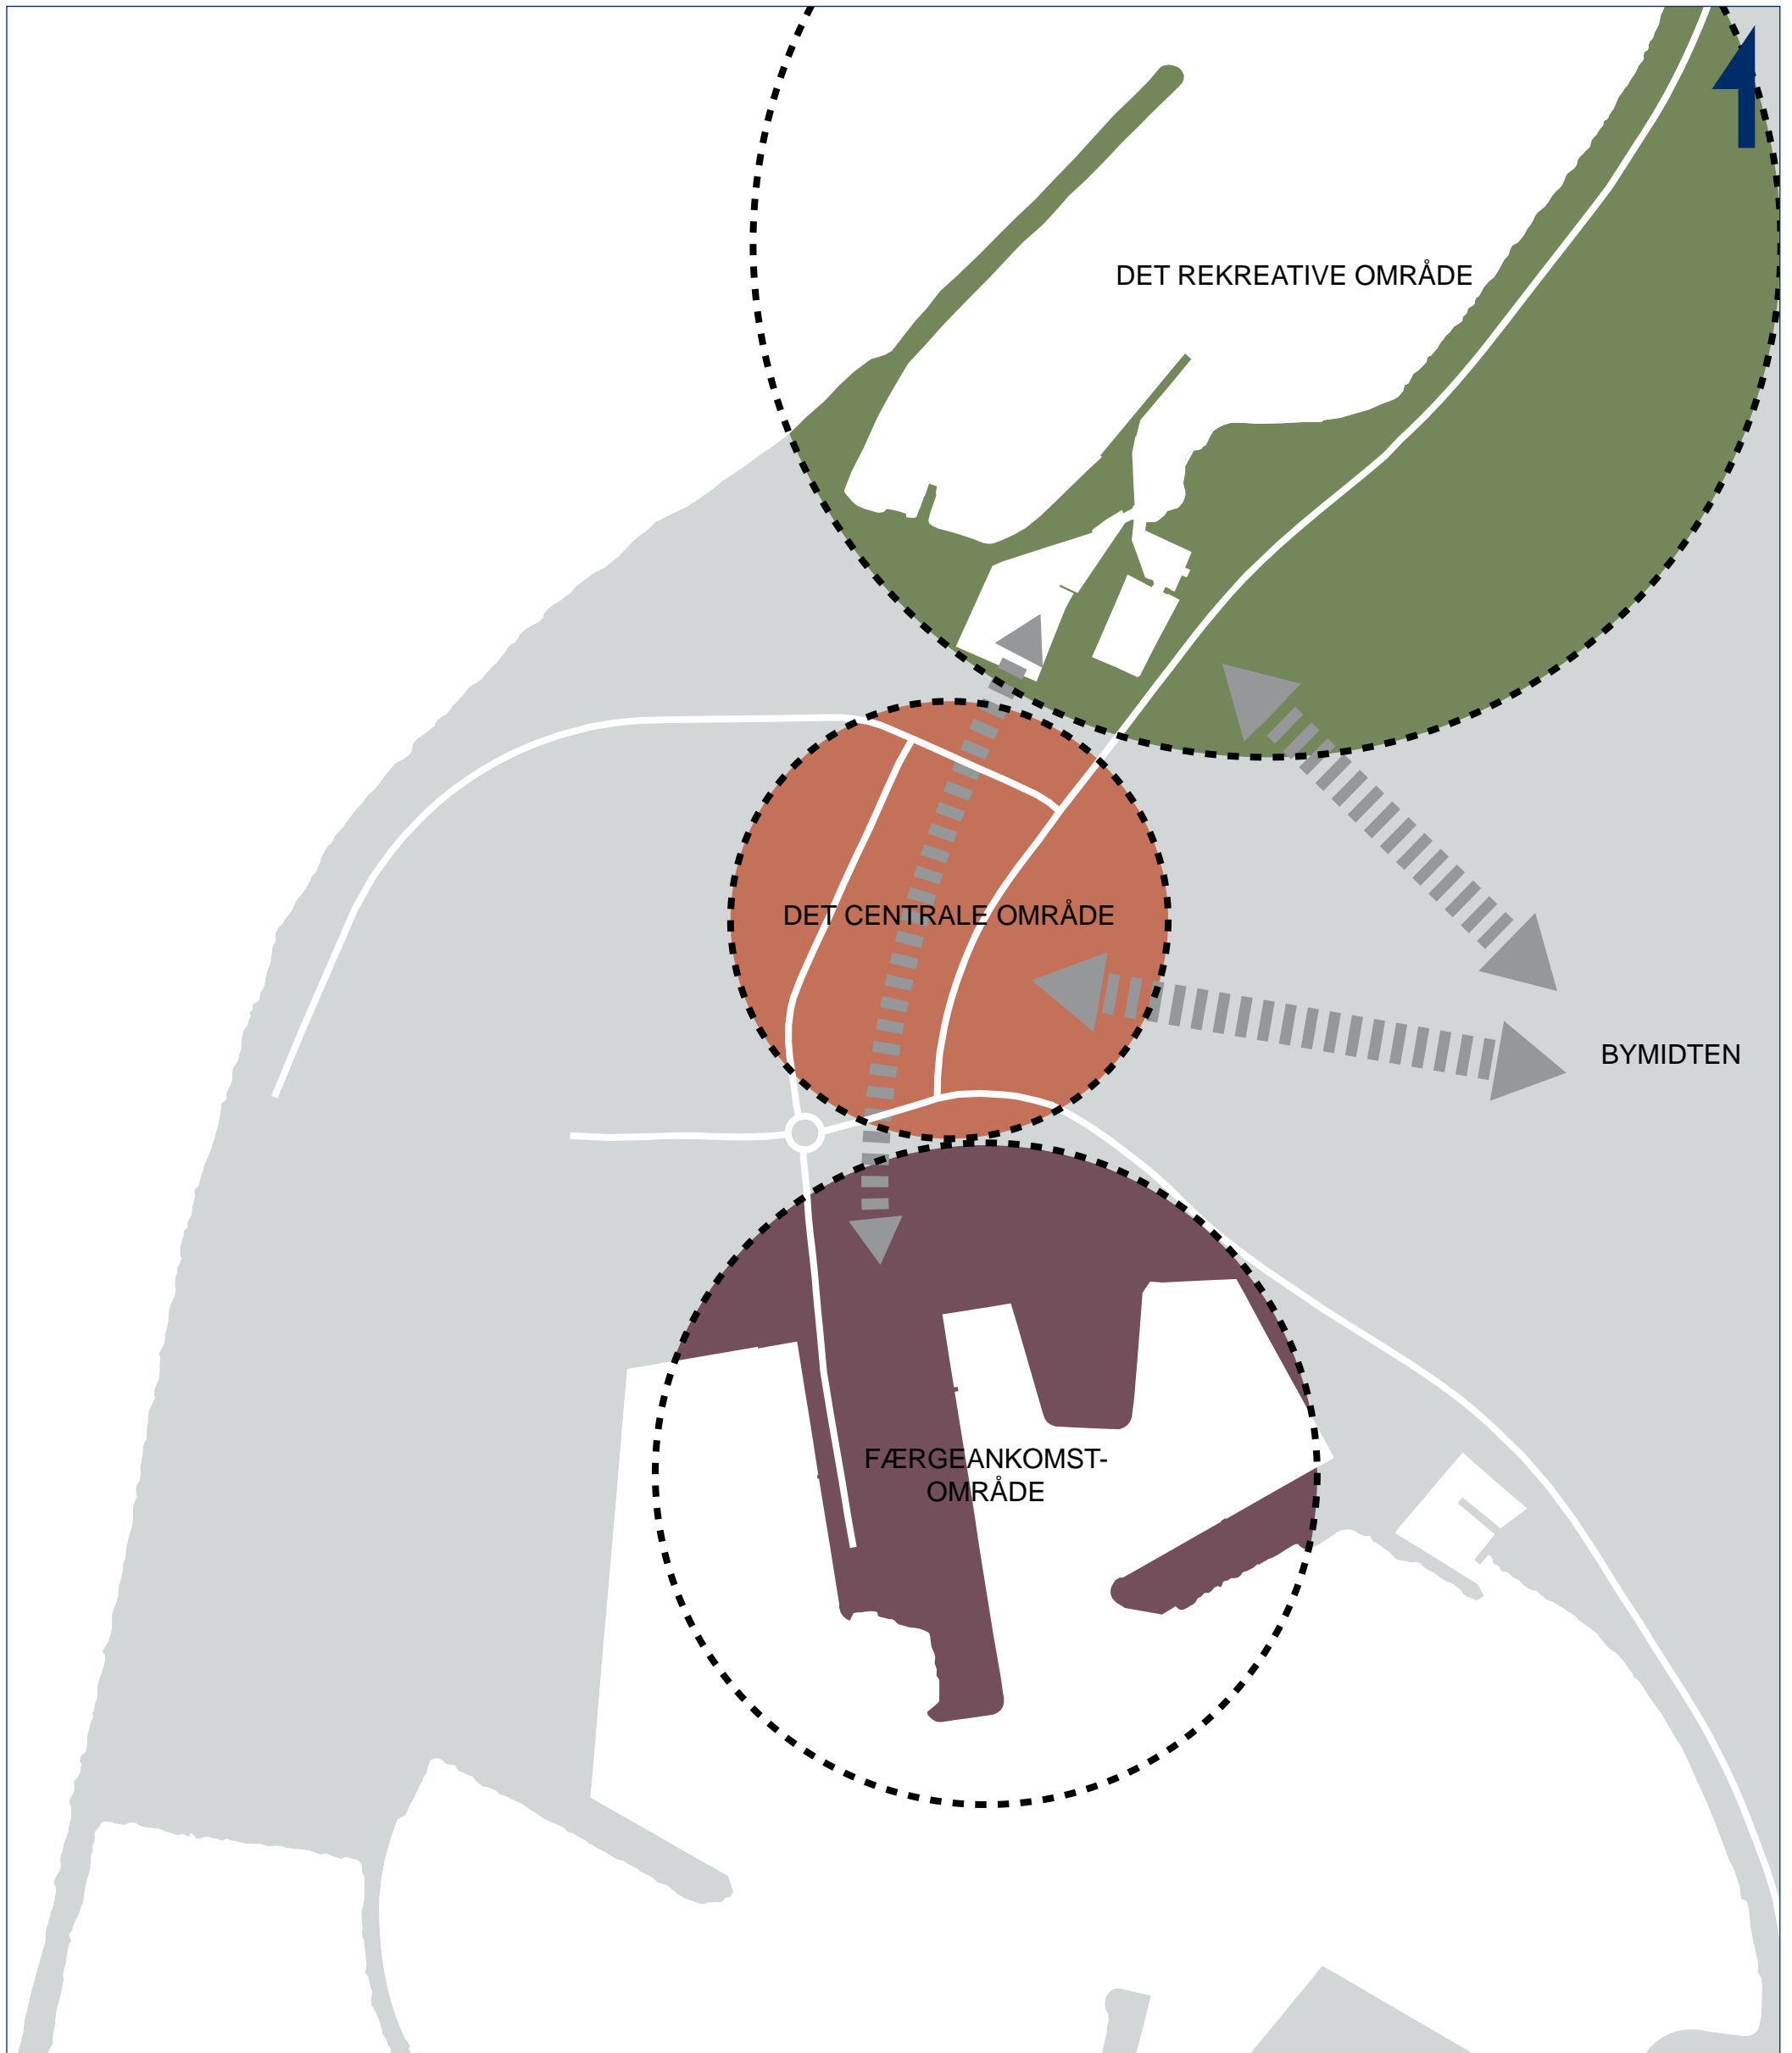 DET REKREATIVE OMRÅDE
DET CENTRALE OMRÅDE
BYMIDTEN
FÆRGEANKOMST-
OMRÅDE